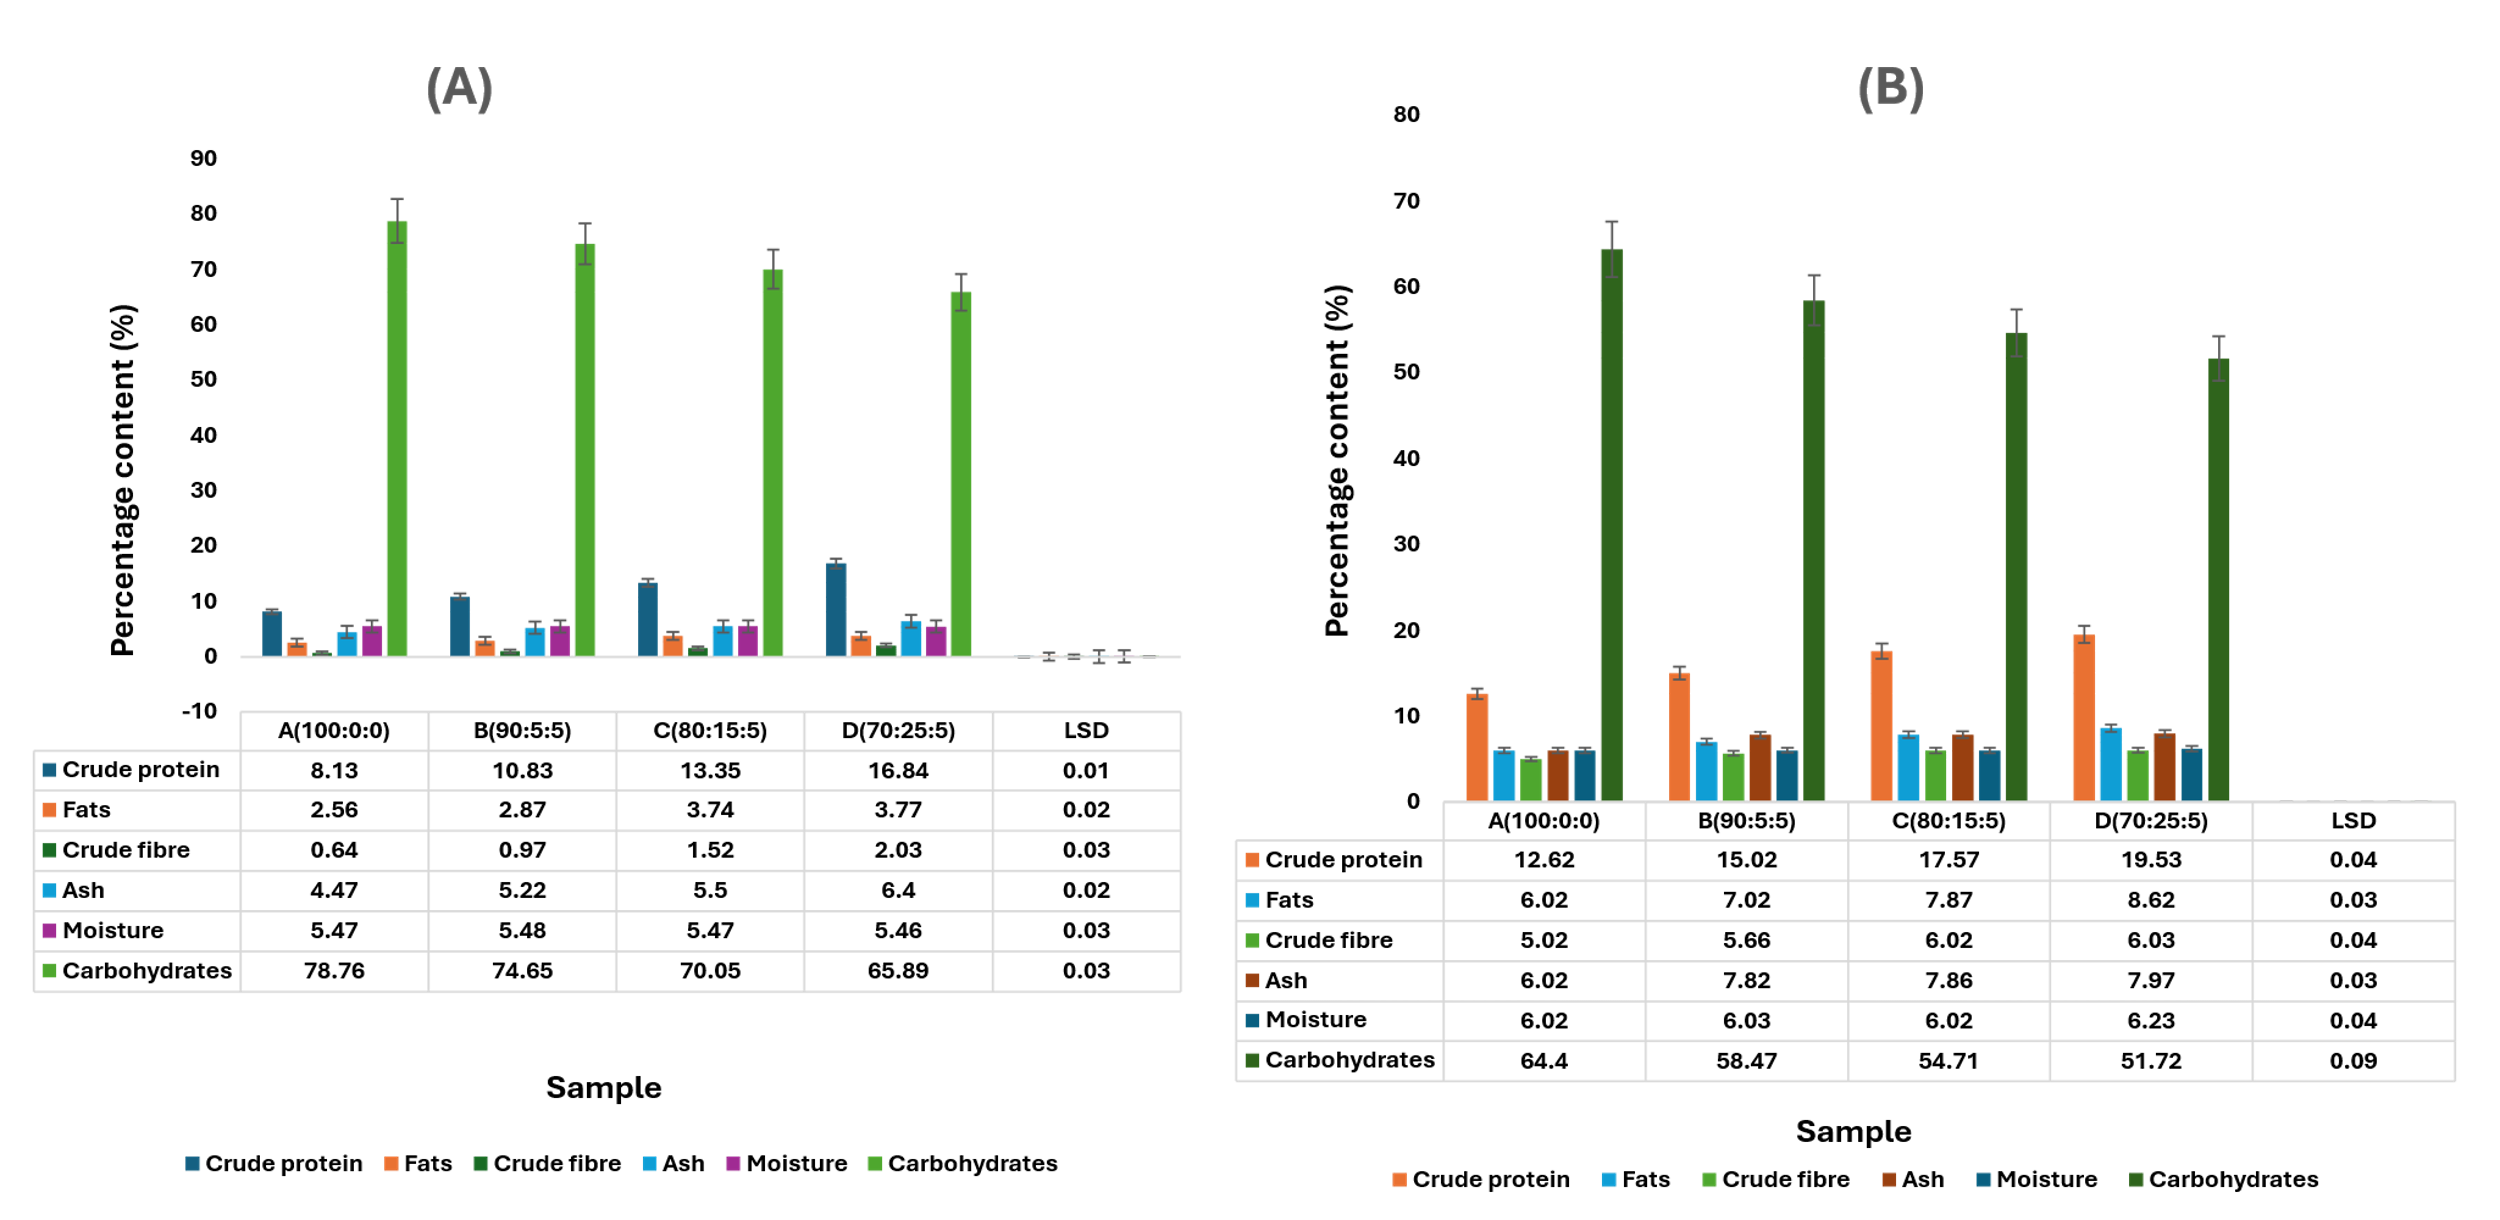 (A)
Percentage content (%)
90
80
70
60
50
40
30
20
10
0
-10
A(100:0:0) B(90:5:5) C(80:15:5) D(70:25:5) LSD
Crude protein 8.13 10.83 13.35 16.84 0.01
Fats 2.56 2.87 3.74 3.77 0.02
Crude fibre 0.64 0.97 1.52 2.03 0.03
Ash 4.47 5.22 5.5 6.4 0.02
Moisture 5.47 5.48 5.47 5.46 0.03
Carbohydrates 78.76 74.65 70.05 65.89 0.03
Sample
Crude protein Fats Crude fibre Ash Moisture Carbohydrates
(B)
Percentage content (%)
80
70
60
50
40
30
20
10
0
A(100:0:0) B(90:5:5) C(80:15:5) D(70:25:5) LSD
Crude protein 12.62 15.02 17.57 19.53 0.04
Fats 6.02 7.02 7.87 8.62 0.03
Crude fibre 5.02 5.66 6.02 6.03 0.04
Ash 6.02 7.82 7.86 7.97 0.03
Moisture 6.02 6.03 6.02 6.23 0.04
Carbohydrates 64.4 58.47 54.71 51.72 0.09
Sample
Crude protein Fats Crude fibre Ash Moisture Carbohydrates